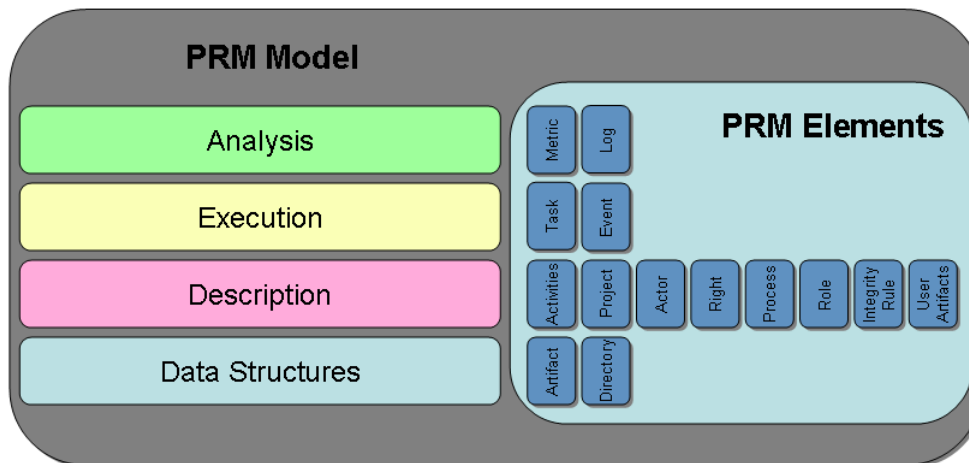 PRM Model
PRM Elements
Analysis
Metric
Log
Execution
Task
Event
Description
Activities
Project
Actor
Right
Process
Role
Integrity
Rule
User
Artifacts
Data Structures
Artifact
Directory